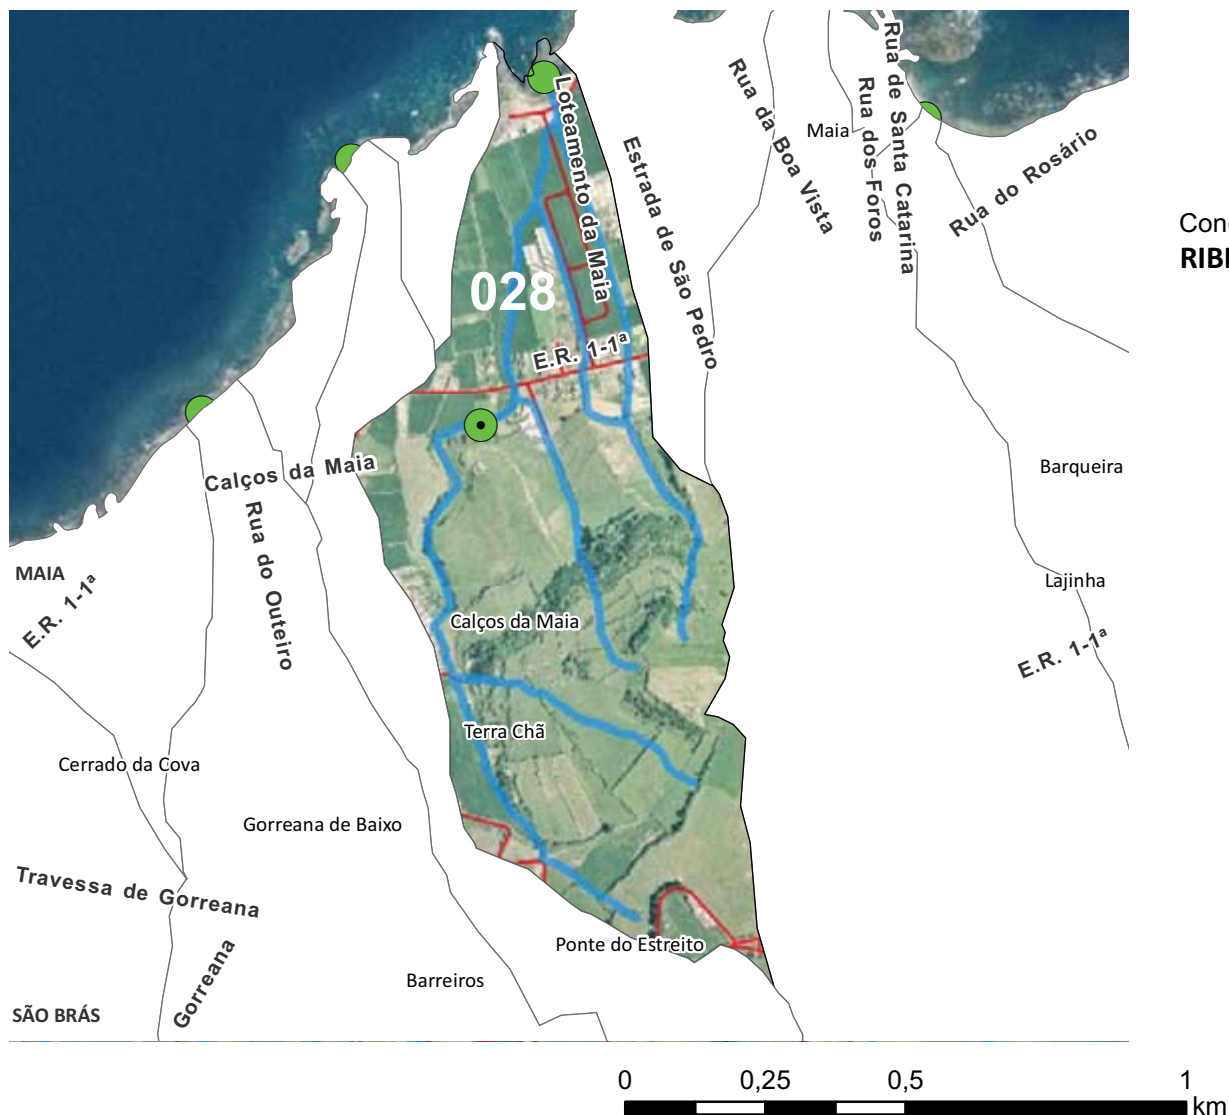 Rua de Santa Catarina
Rua da Boa Vista
Rua dos Foros
Maia
Loteamento da Maia
Estrada de São Pedro
Rua do Rosário
028
E.R. 1-1ª
Calços da Maia
Barqueira
Rua do Outeiro
MAIA
E.R. 1-1ª
Lajinha
Calços da Maia
E.R. 1-1ª
Terra Chã
Cerrado da Cova
Gorreana de Baixo
Travessa de Gorreana
Ponte do Estreito
Gorreana
Barreiros
SÃO BRÁS
0 0,25 0,5 1
km